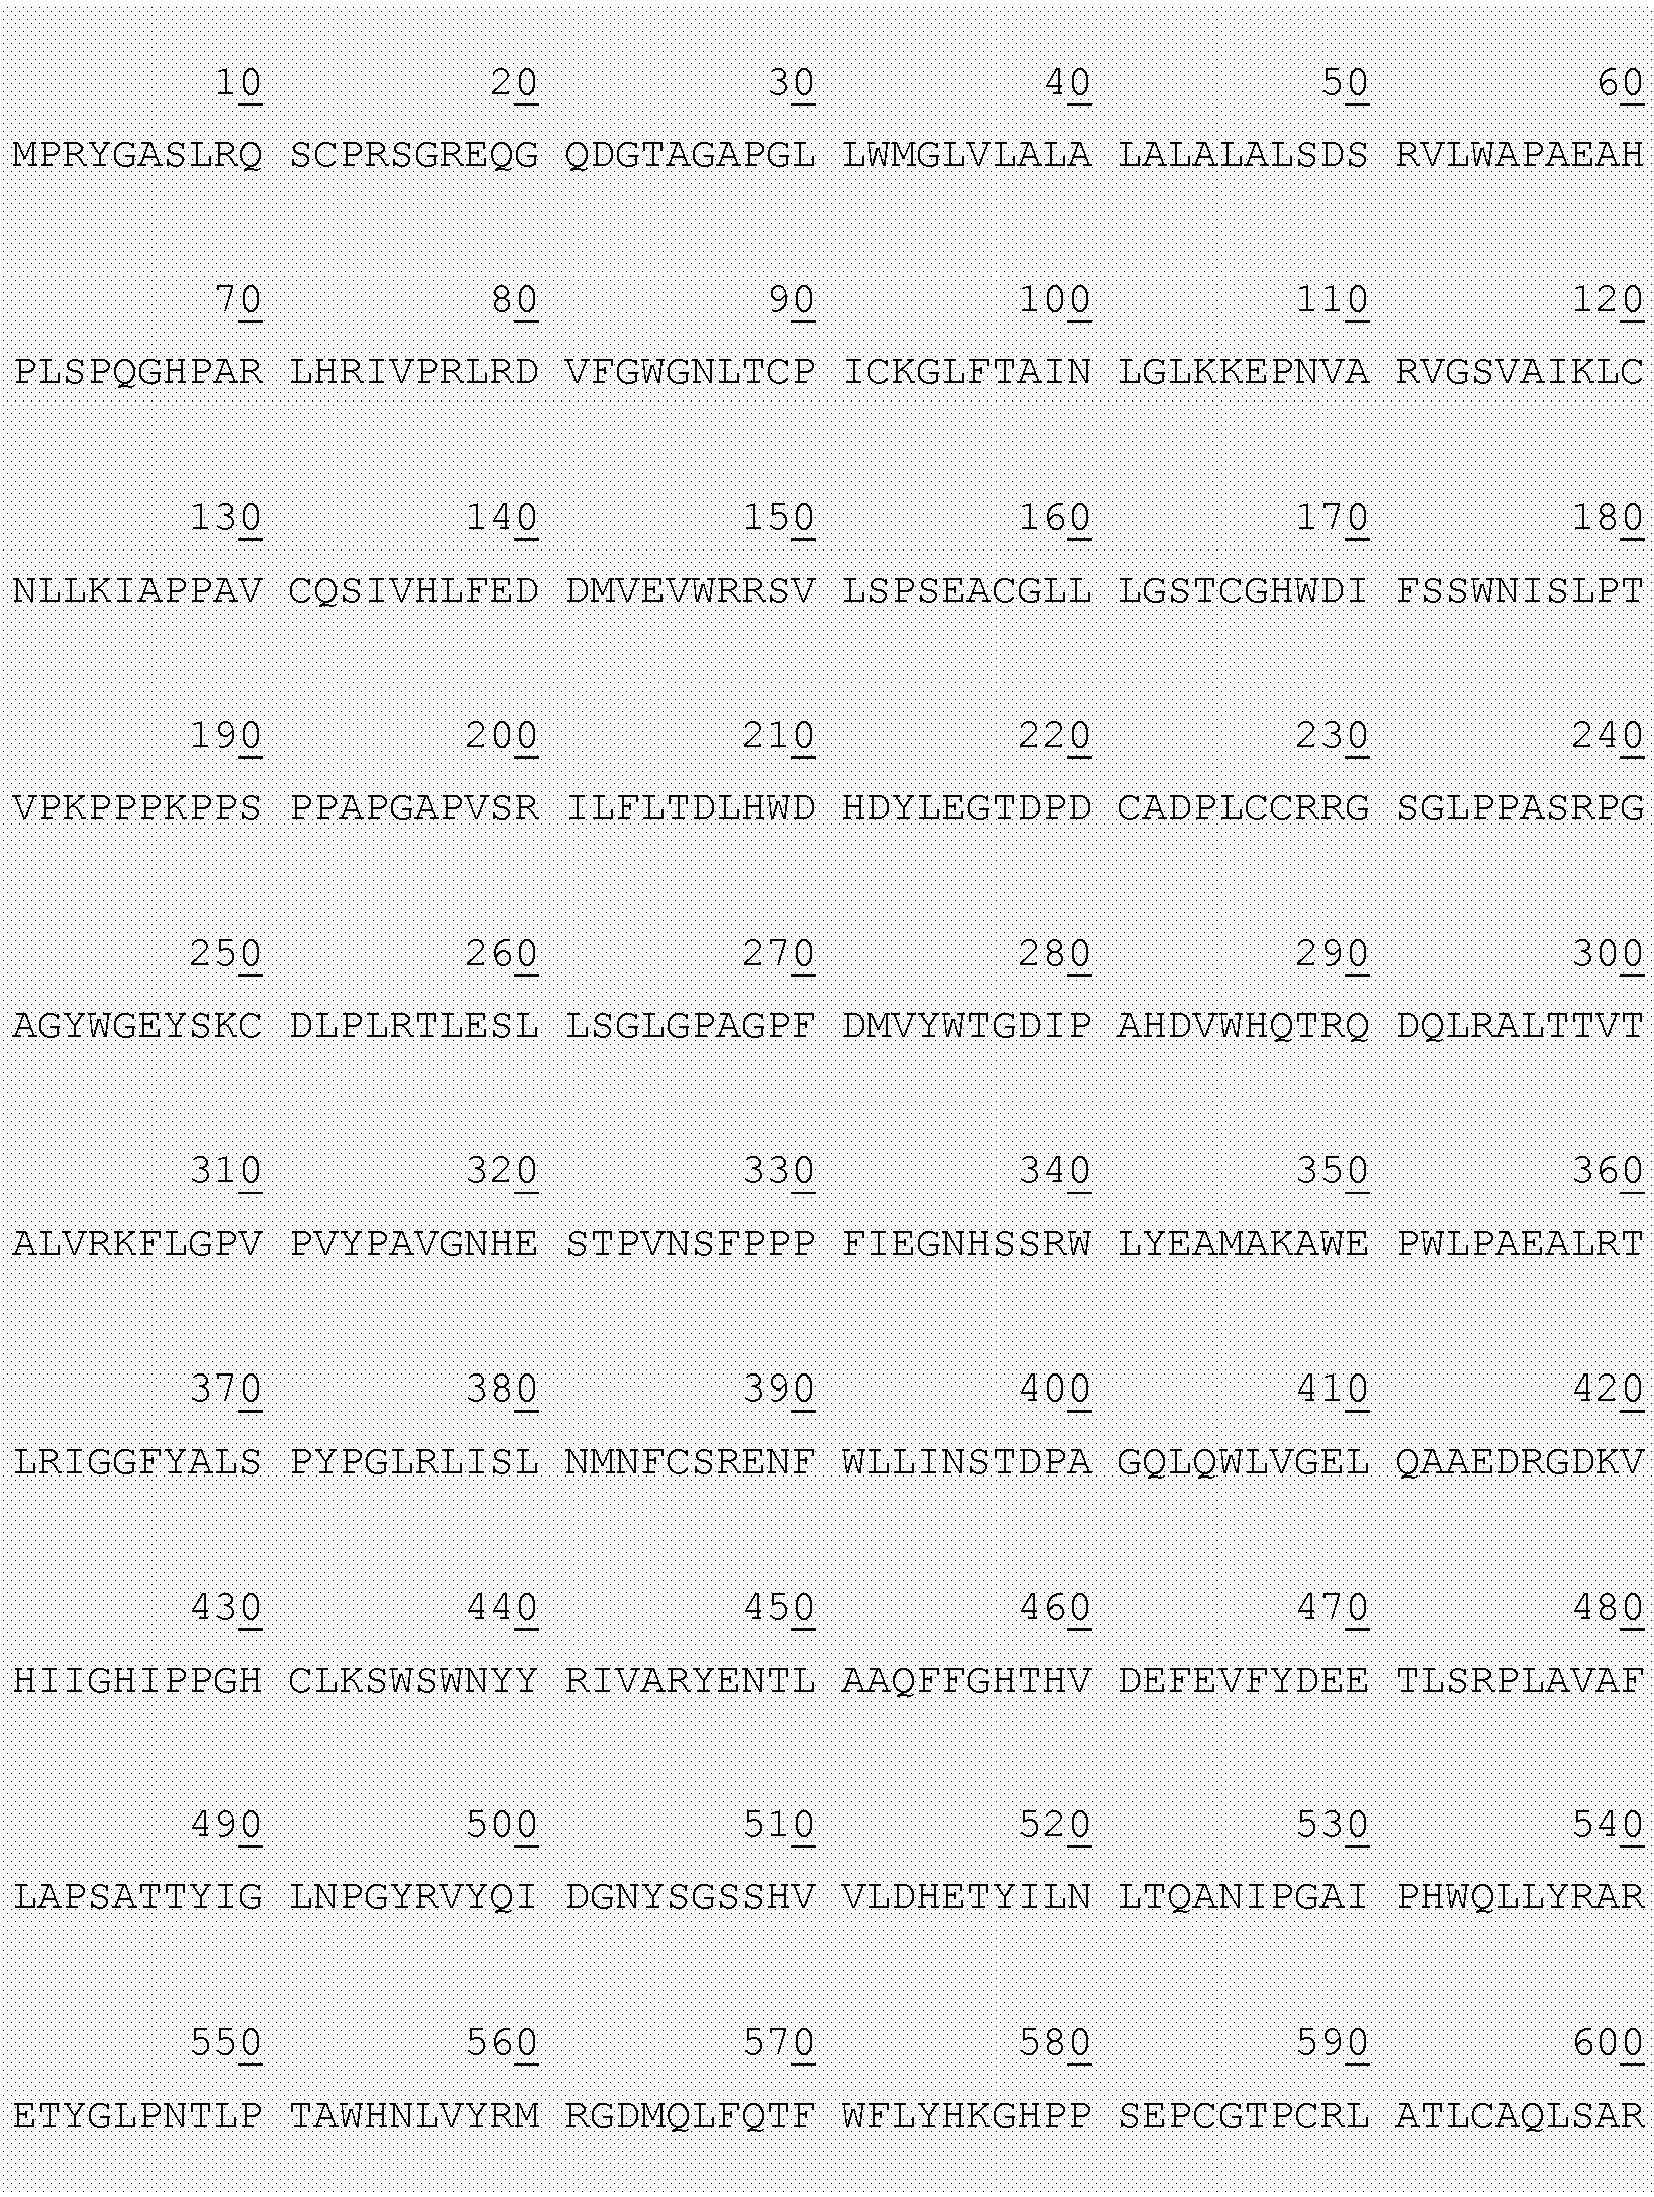 10 20 30 40 50 60
MPRYGASLRQ SCPRSGREQG QDGTAGAPGL LWMGLVLALA LALALALSDS RVLWAPAEAH
70 80 90 100 110 120
PLSPQGHPAR LHRIVPRLRD VFGWGNLTCP ICKGLFTAIN LGLKKEPNVA RVGSVAIKLC
130 140 150 160 170 180
NLLKIAPPAV CQSIVHLFED DMVEVWRRSV LSPSEACGLL LGSTCGHWDI FSSWNISLPT
190 200 210 220 230 240
VPKPPPKPPS PPAPGAPVSR ILFLTDLHWD HDYLEGTDPD CADPLCCRRG SGLPPASRPG
250 260 270 280 290 300
AGYWGEYSKC DLPLRTLESL LSGLGPAGPF DMVYWTGDIP AHDVWHQTRQ DQLRALTTVT
310 320 330 340 350 360
ALVRKFLGPV PVYPAVGNHE STPVNSFPPP FIEGNHSSRW LYEAMAKAWE PWLPAEALRT
370 380 390 400 410 420
LRIGGFYALS PYPGLRLISL NMNFCSRENF WLLINSTDPA GQLQWLVGEL QAAEDRGDKV
430 440 450 460 470 480
HIIGHIPPGH CLKSWSWNYY RIVARYENTL AAQFFGHTHV DEFEVFYDEE TLSRPLAVAF
490 500 510 520 530 540
LAPSATTYIG LNPGYRVYQI DGNYSGSSHV VLDHETYILN LTQANIPGAI PHWQLLYRAR
550 560 570 580 590 600
ETYGLPNTLP TAWHNLVYRM RGDMQLFQTF WFLYHKGHPP SEPCGTPCRL ATLCAQLSAR